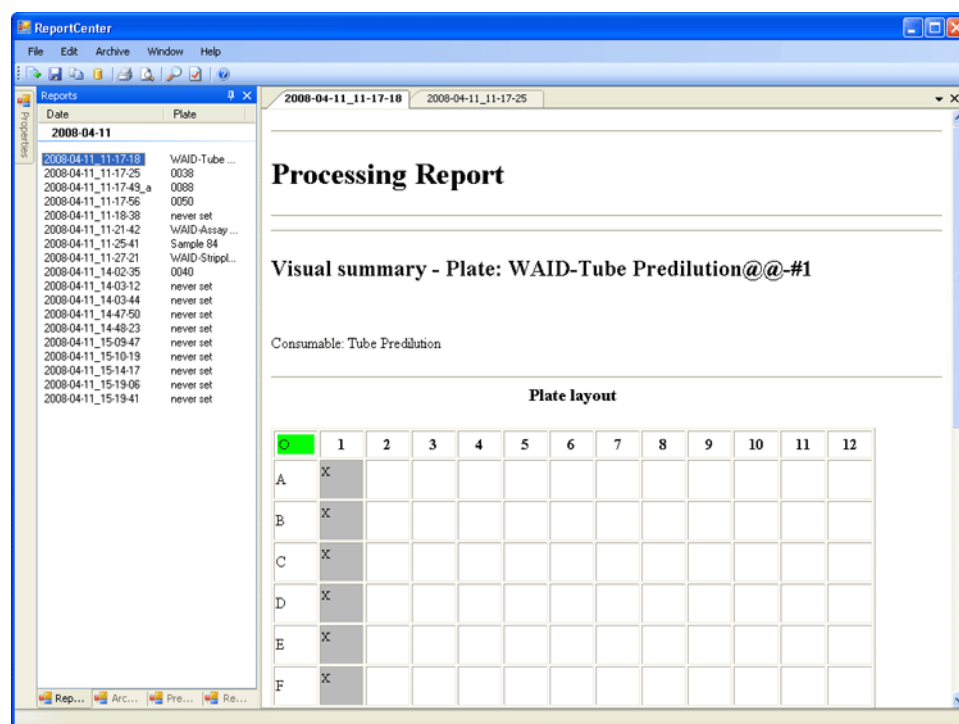 ReportCenter
File Edit Archive Window Help
Properties
Reports
Date Plate
2008-04-11
2008-04-11_11-17-18 WAID-Tube ...
2008-04-11_11-17-25 0038
2008-04-11_11-17-49_a 0088
2008-04-11_11-17-56 0050
2008-04-11_11-18-38 never set
2008-04-11_11-21-42 WAID-Assay ...
2008-04-11_11-25-41 Sample 84
2008-04-11_11-27-21 WAID-Strippl...
2008-04-11_14-02-35 0040
2008-04-11_14-03-12 never set
2008-04-11_14-03-44 never set
2008-04-11_14-47-50 never set
2008-04-11_14-48-23 never set
2008-04-11_15-09-47 never set
2008-04-11_15-10-19 never set
2008-04-11_15-14-17 never set
2008-04-11_15-19-06 never set
2008-04-11_15-19-41 never set
Rep... Arc... Pre... Re...
2008-04-11_11-17-18 2008-04-11_11-17-25
Processing Report
Visual summary - Plate: WAID-Tube Predilution@@-#1
Consumable: Tube Predilution
Plate layout
O 1 2 3 4 5 6 7 8 9 10 11 12
A X
B X
C X
D X
E X
F X